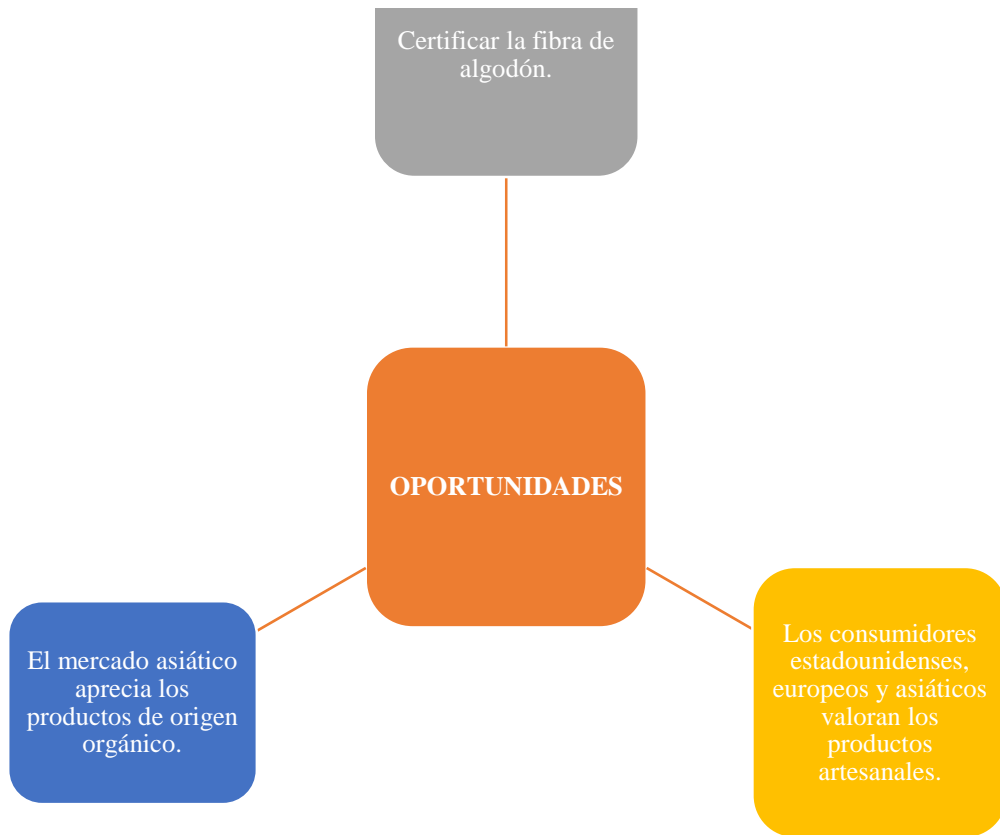 Certificar la fibra de
algodón.
OPORTUNIDADES
El mercado asiático
aprecia los
productos de origen
orgánico.
Los consumidores
estadounidenses,
europeos y asiáticos
valoran los
productos
artesanales.